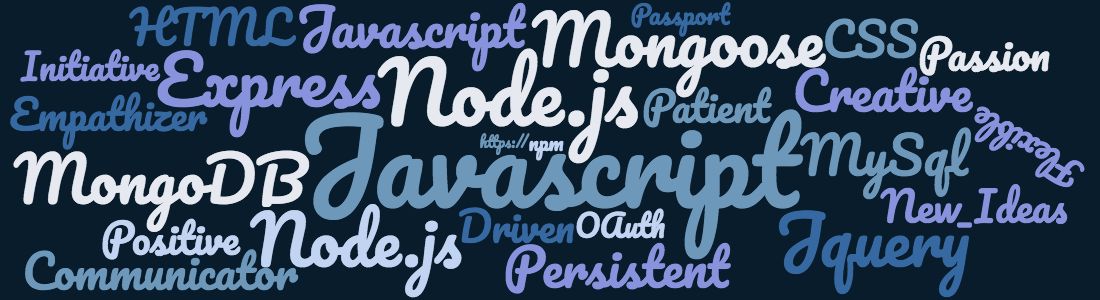 HTML
Javascript
Mongoose
Passport
CSS
Passion
Initiative
Express
Node.js
Patient
Creative
Flexible
Empathizer
https://
npm
MongoDB
Javascript
MySql
New_Ideas
Positive
Node.js
Driven
OAuth
Jquery
Communicator
Persistent